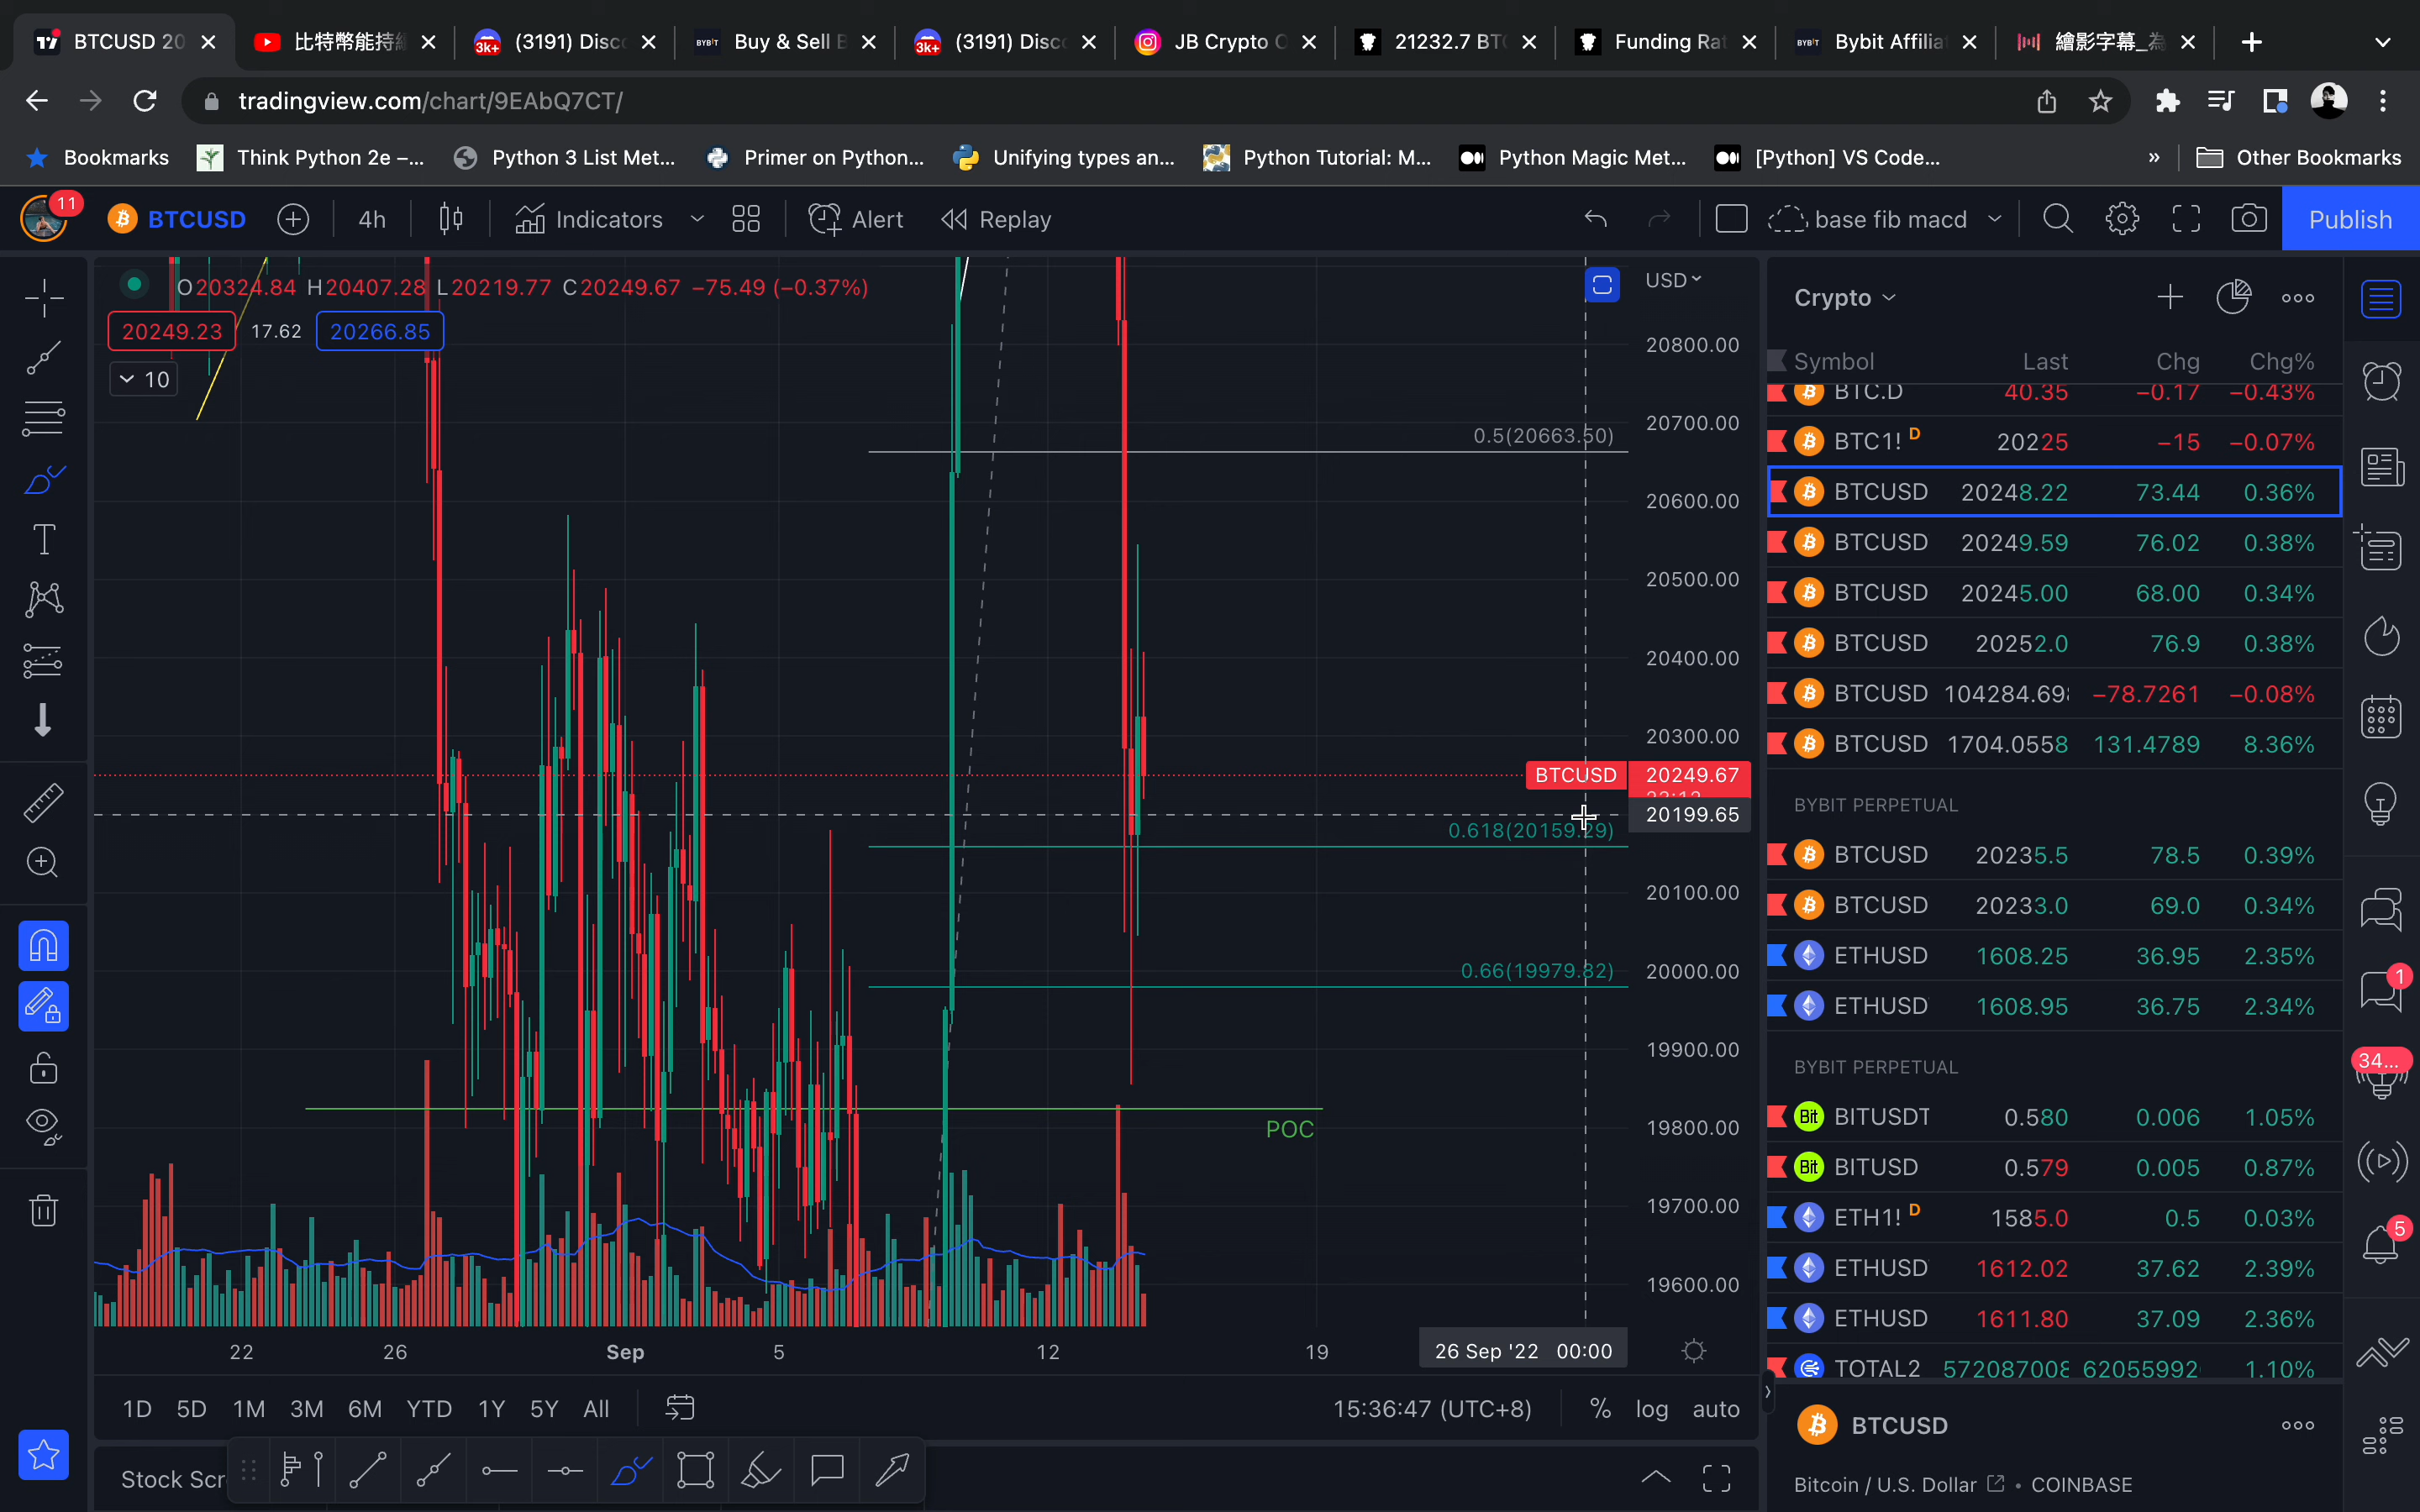 BTCUSD 20
比特幣能持
(3191) Disc
Buy & Sell B
(3191) Disc
JB Crypto C
21232.7 BT
Funding Rat
Bybit Affilia
繪影字幕_為
3k+
BYBIT
3k+
BYBIT
tradingview.com/chart/9EAbQ7CT/
Bookmarks
Think Python 2e –...
Python 3 List Met...
Primer on Python...
Unifying types an...
Python Tutorial: M...
Python Magic Met...
[Python] VS Code...
»
Other Bookmarks
11
BTCUSD
4h
Indicators
Alert
Replay
base fib macd
Publish
O20324.84 H20407.28 L20219.77 C20249.67 −75.49 (−0.37%)
20249.23
17.62
20266.85
10
USD
20800.00
20700.00
0.5(20663.50)
20600.00
20500.00
20400.00
20300.00
BTCUSD 20249.67
20199.65
0.618(20159.29)
20100.00
0.66(19979.82)
20000.00
19900.00
POC
19800.00
19700.00
19600.00
22
26
Sep
5
12
19
26 Sep '22 00:00
1D 5D 1M 3M 6M YTD 1Y 5Y All
15:36:47 (UTC+8)
% log auto
Stock Scr
Crypto
Symbol Last Chg Chg%
BTC.D 40.35 −0.17 −0.43%
BTC1! D 20225 −15 −0.07%
BTCUSD 20248.22 73.44 0.36%
BTCUSD 20249.59 76.02 0.38%
BTCUSD 20245.00 68.00 0.34%
BTCUSD 20252.0 76.9 0.38%
BTCUSD 104284.69 −78.7261 −0.08%
BTCUSD 1704.0558 131.4789 8.36%
BYBIT PERPETUAL
BTCUSD 20235.5 78.5 0.39%
BTCUSD 20233.0 69.0 0.34%
ETHUSD 1608.25 36.95 2.35%
ETHUSD 1608.95 36.75 2.34%
BYBIT PERPETUAL
Bit BITUSDT 0.580 0.006 1.05%
Bit BITUSD 0.579 0.005 0.87%
ETH1! D 1585.0 0.5 0.03%
ETHUSD 1612.02 37.62 2.39%
ETHUSD 1611.80 37.09 2.36%
TOTAL2 572087008 62055992 1.10%
BTCUSD
Bitcoin / U.S. Dollar • COINBASE
1
34...
5